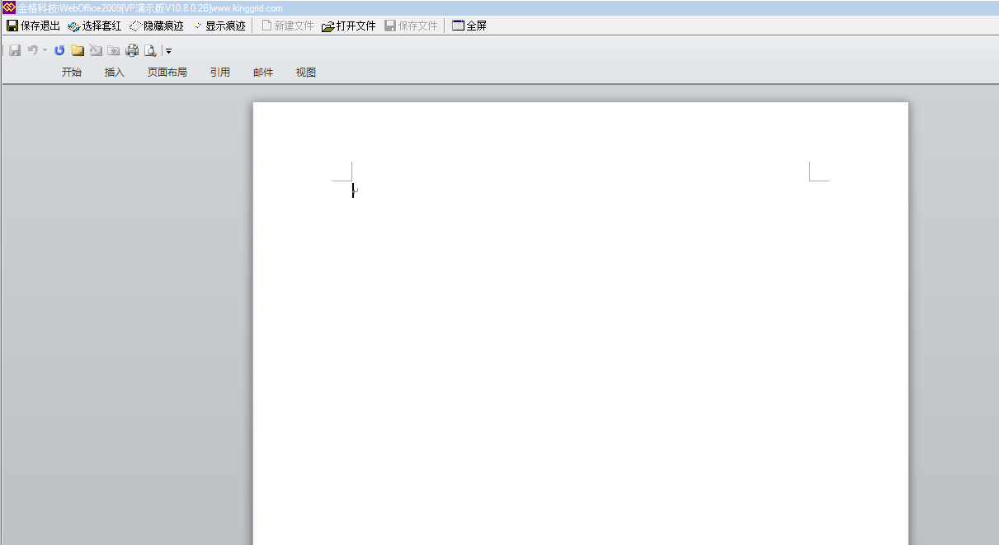 金格科技iWebOffice2009[VP演示版V10.8.0.2B]www.kinggrid.com
保存退出 选择套红 隐藏痕迹 显示痕迹 新建文件 打开文件 保存文件 全屏
开始 插入 页面布局 引用 邮件 视图